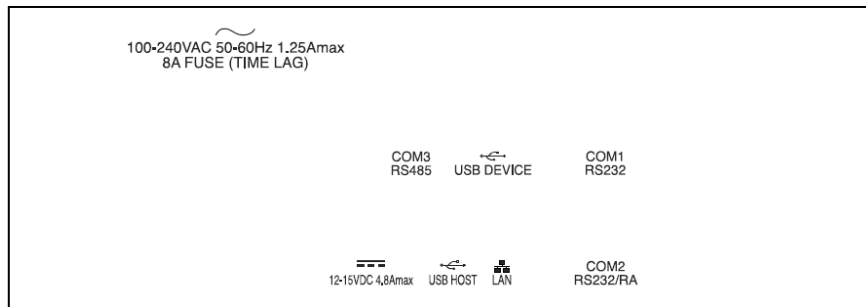 100-240VAC 50-60Hz 1.25Amax
8A FUSE (TIME LAG)
COM3 USB DEVICE COM1
RS485 RS232
12-15VDC 4.8Amax USB HOST LAN COM2
RS232/RA